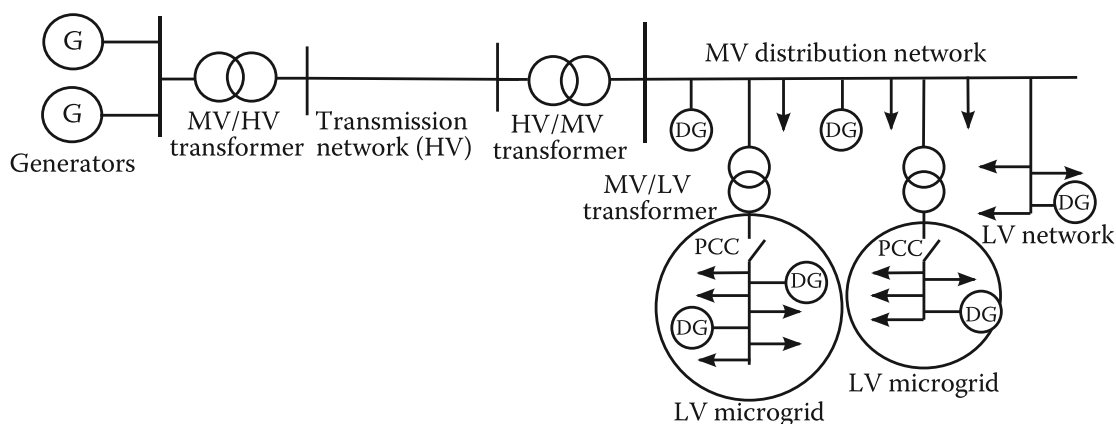 G
G
Generators
MV/HV
transformer
Transmission
network (HV)
HV/MV
transformer
MV distribution network
DG
DG
MV/LV
transformer
DG
LV network
PCC
DG
DG
LV microgrid
PCC
DG
LV microgrid